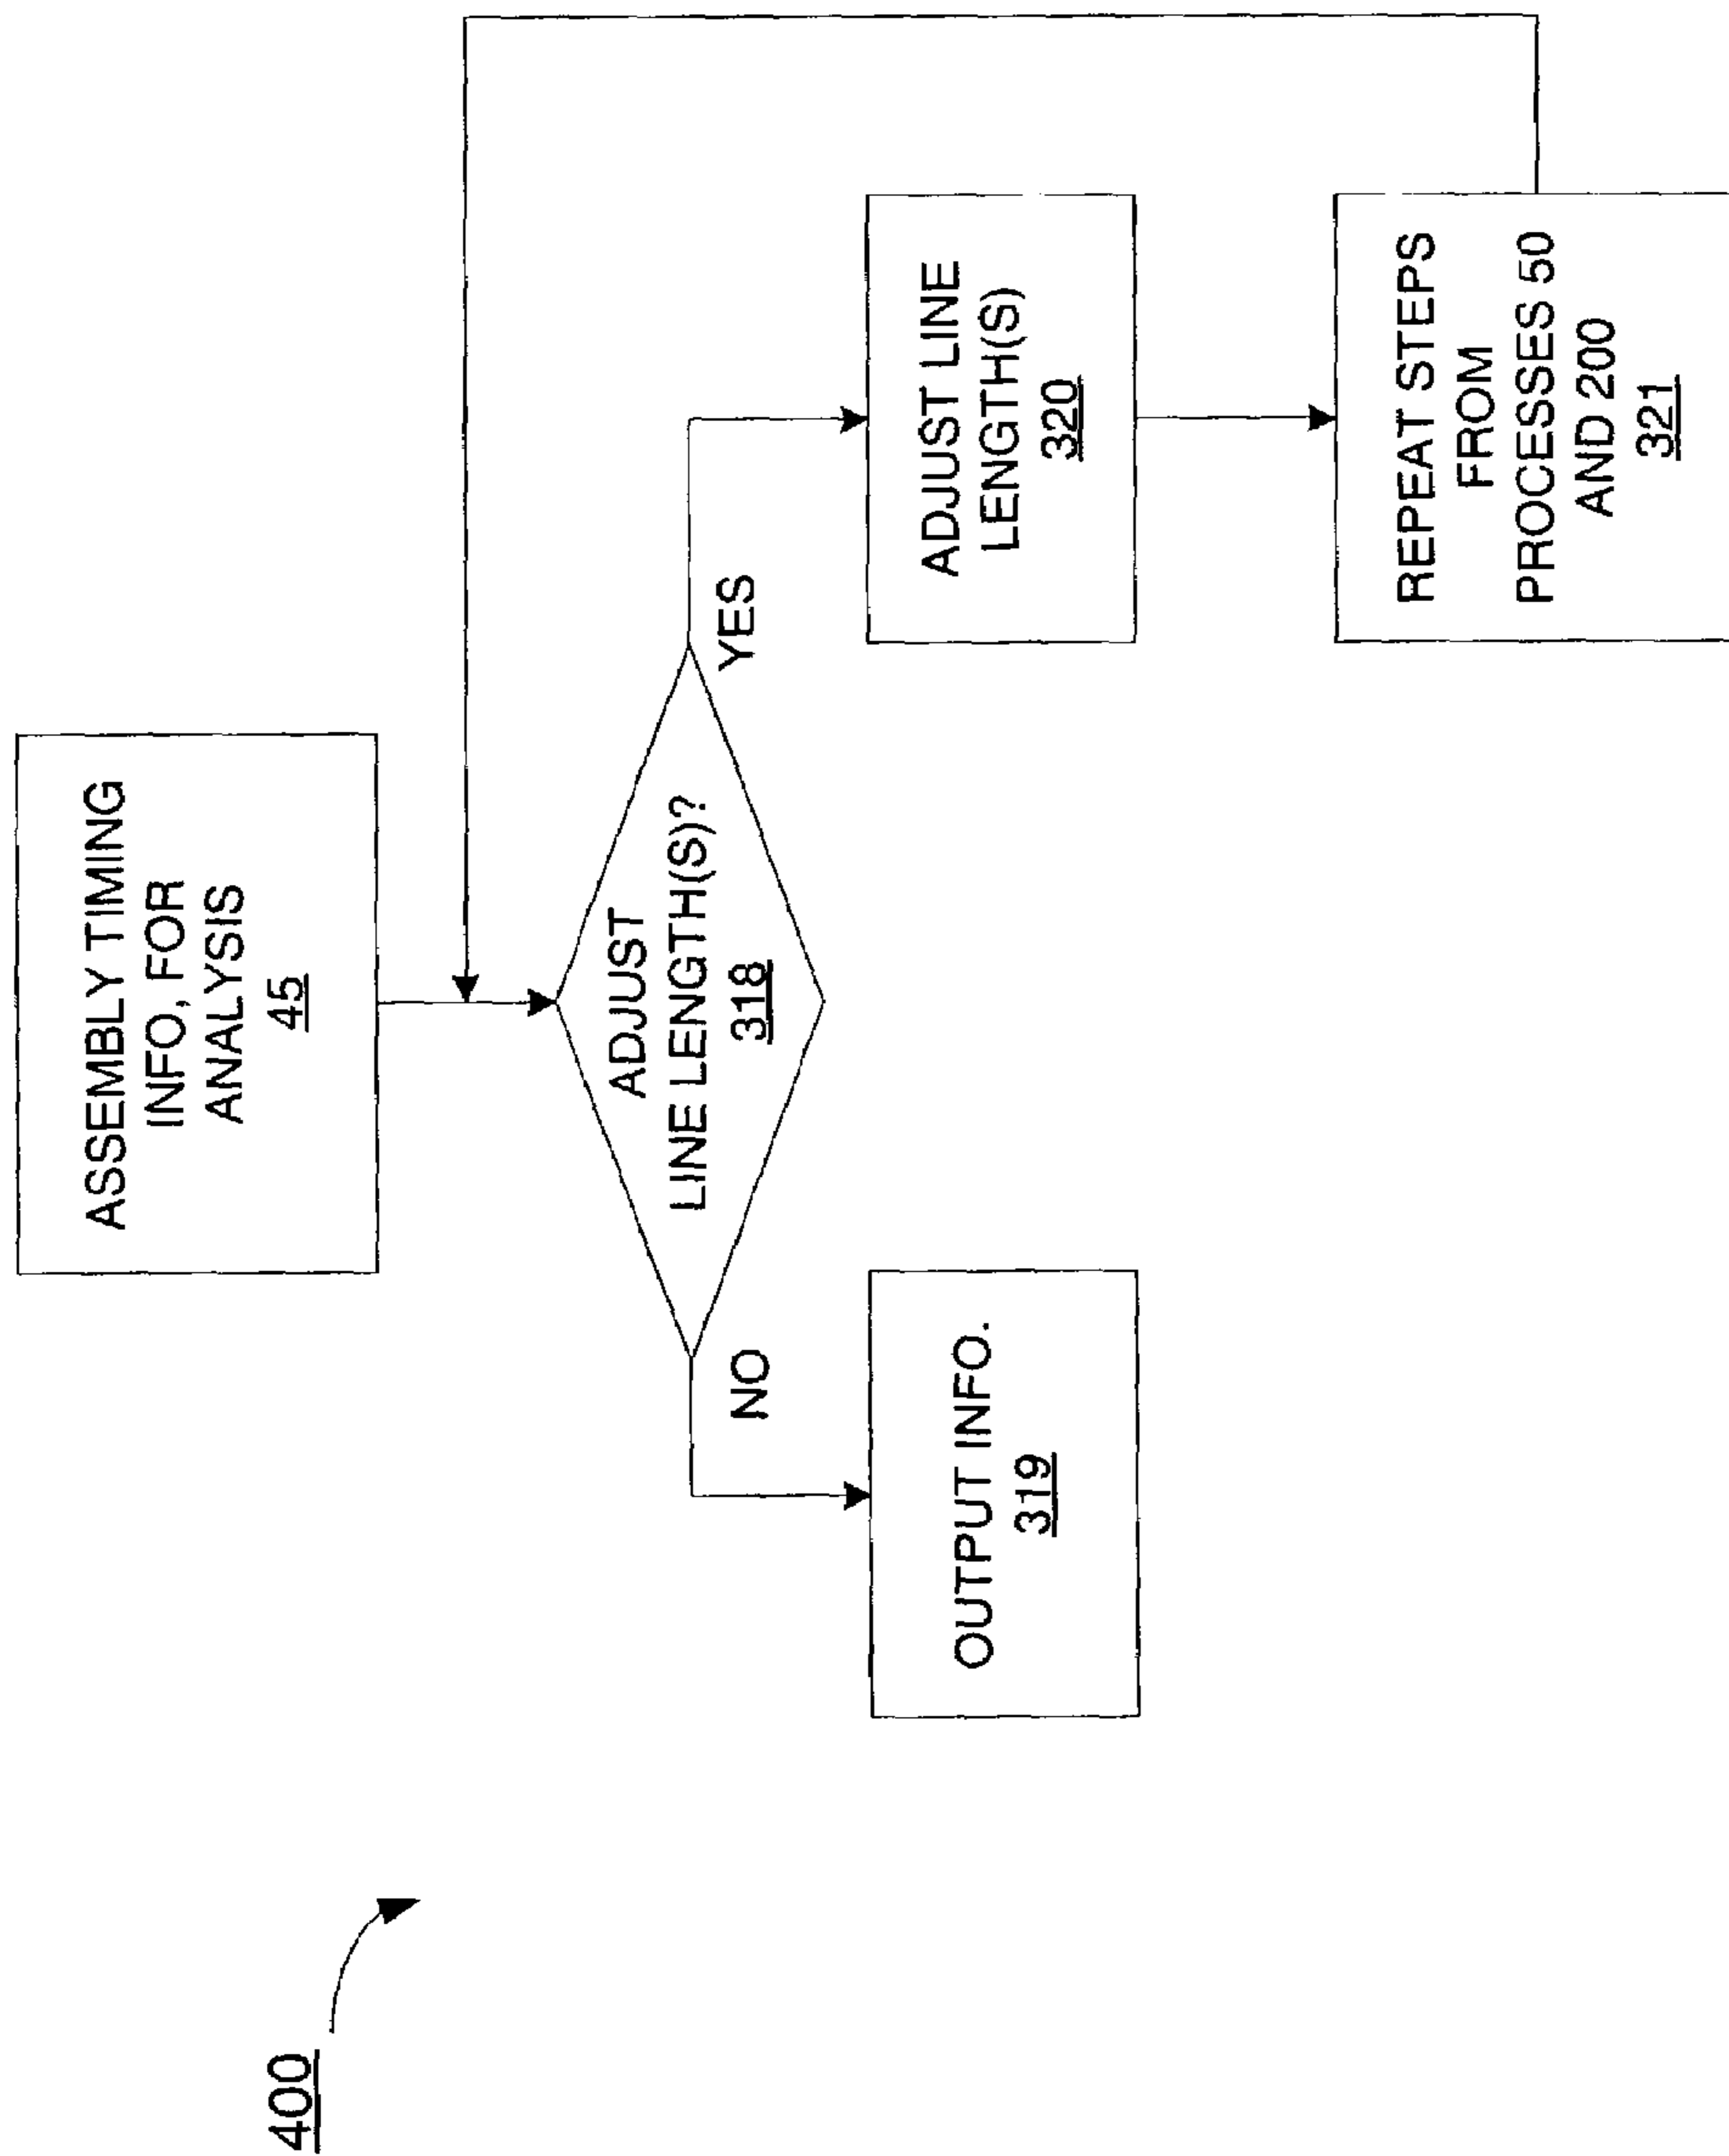 400
ASSEMBLY TIMING
INFO, FOR
ANALYSIS
45
ADJUST
LINE LENGTH(S)?
318
NO
YES
OUTPUT INFO.
319
ADJUST LINE
LENGTH(S)
320
REPEAT STEPS
FROM
PROCESSES 50
AND 200
321